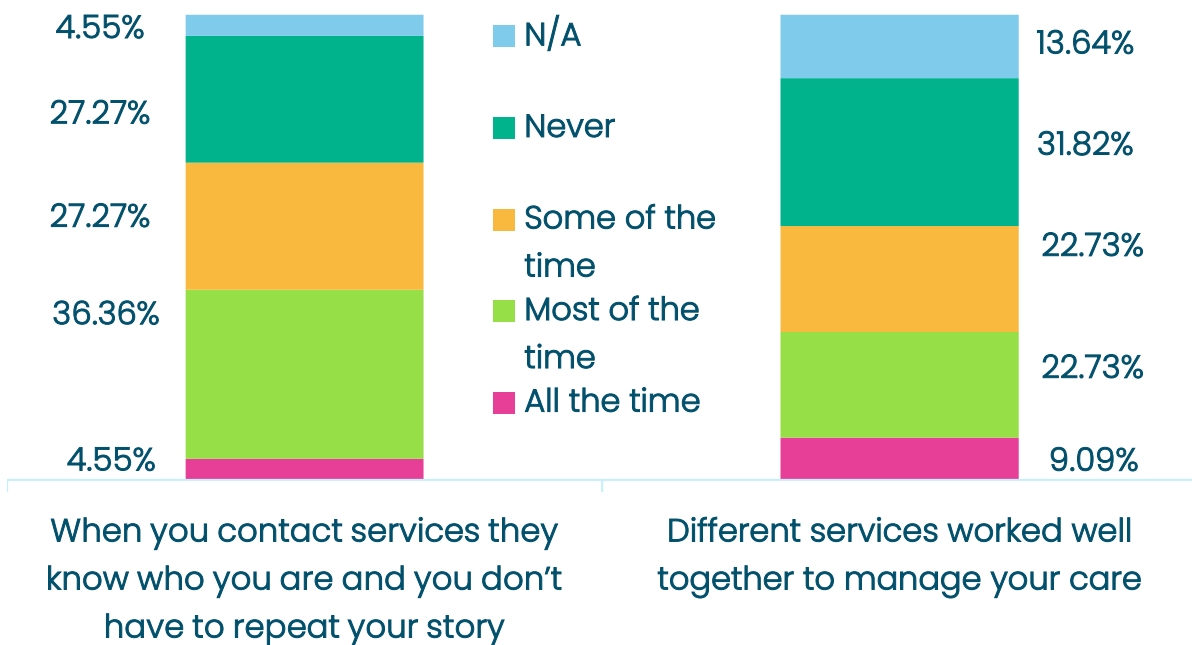 4.55%
27.27%
27.27%
36.36%
4.55%
N/A
Never
Some of the
time
Most of the
time
All the time
13.64%
31.82%
22.73%
22.73%
9.09%
When you contact services they
know who you are and you don’t
have to repeat your story
Different services worked well
together to manage your care